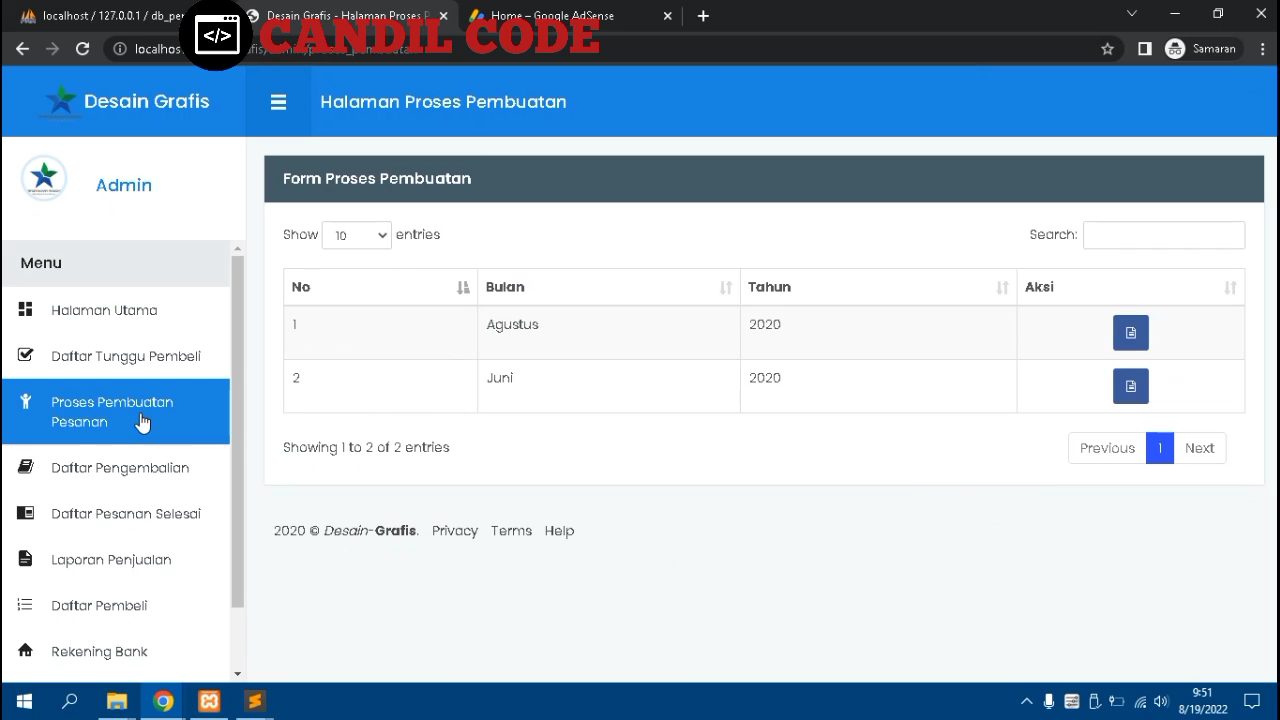 localhost / 127.0.0.1 / db_pe
Desain Grafis - Halaman Proses P
Home – Google AdSense
</>
CANDIL CODE
Samaran
Desain Grafis
Halaman Proses Pembuatan
Admin
Menu
Halaman Utama
Daftar Tunggu Pembeli
Proses Pembuatan
Pesanan
Daftar Pengembalian
Daftar Pesanan Selesai
Laporan Penjualan
Daftar Pembeli
Rekening Bank
Form Proses Pembuatan
Show 10 entries
Search:
No Bulan Tahun Aksi
1 Agustus 2020
2 Juni 2020
Showing 1 to 2 of 2 entries
Previous 1 Next
2020 © Desain-Grafis. Privacy Terms Help
9:51
8/19/2022